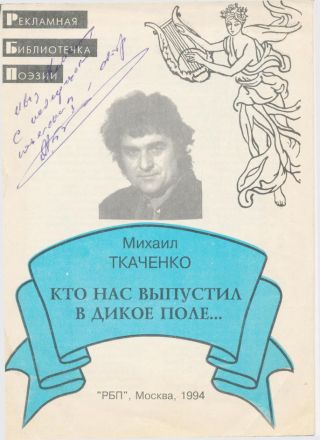 РЕКЛАМНАЯ
БИБЛИОТЕЧКА
ПОЭЗИИ
Михаил
ТКАЧЕНКО
КТО НАС ВЫПУСТИЛ
В ДИКОЕ ПОЛЕ...
"РБП", Москва, 1994